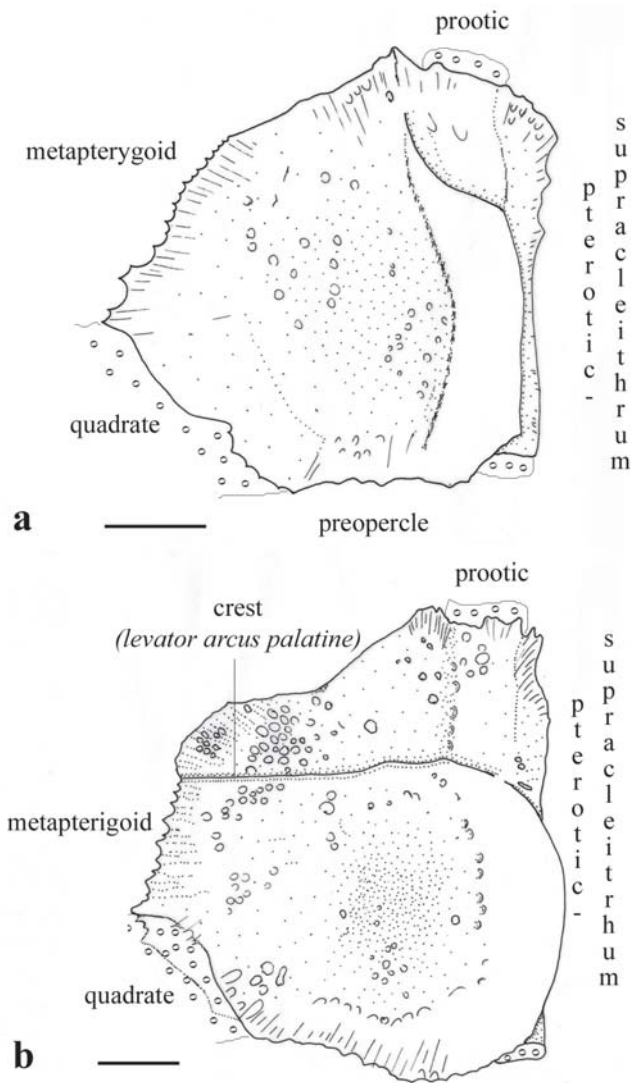 prootic
metapterygoid
pterotic-
supracleithrum
quadrate
a
preopercle
prootic
crest
(levator arcus palatine)
pterotic-
supracleitrhum
metapterigoid
quadrate
b